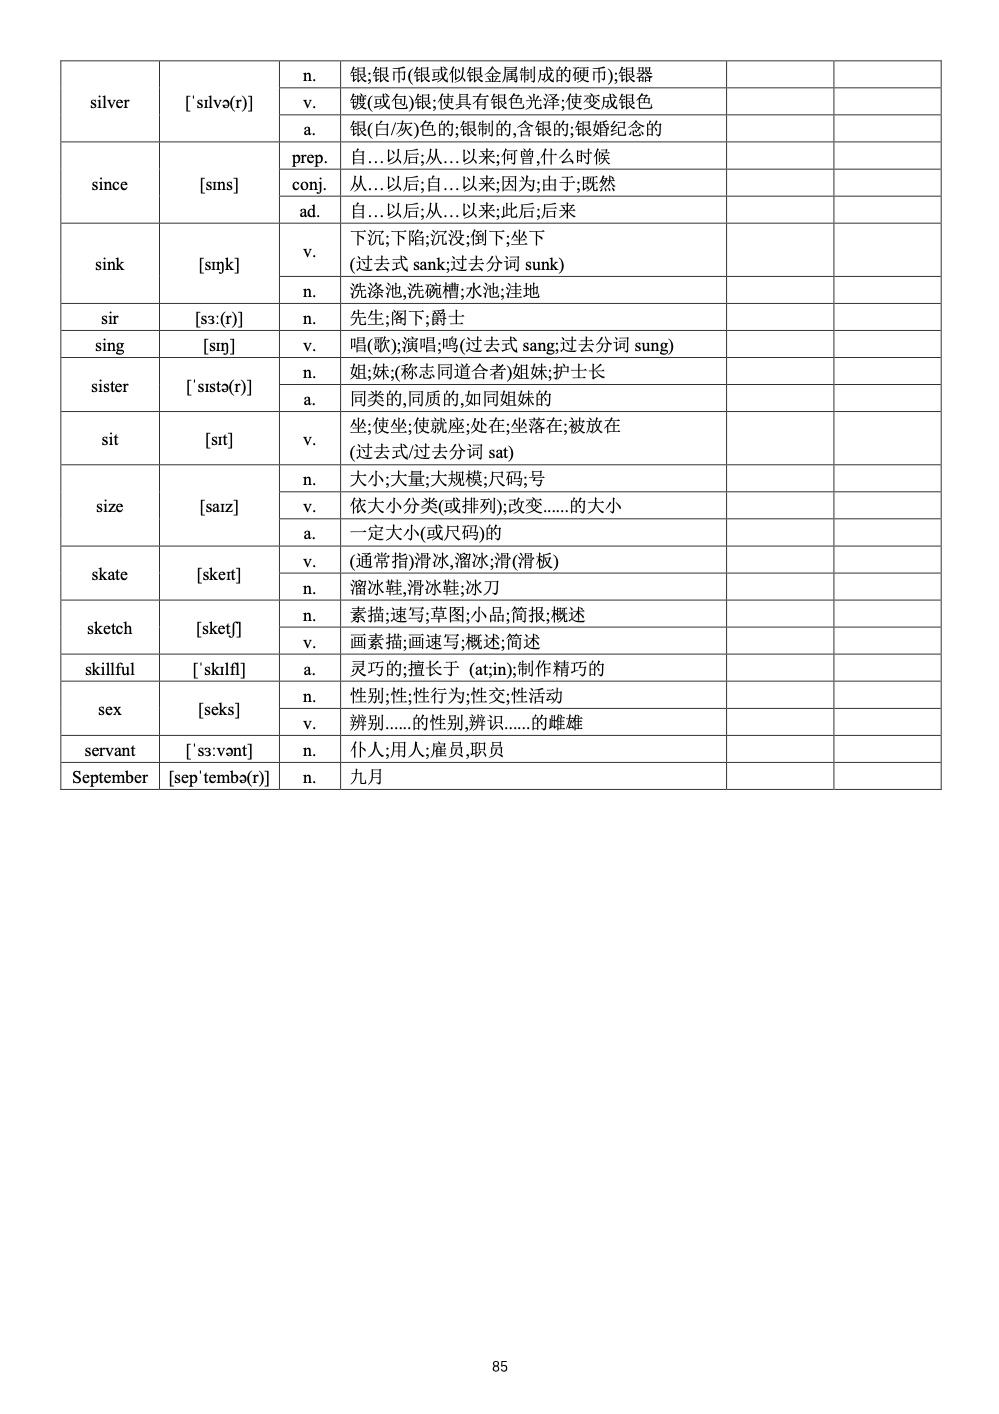 silver [ˈsɪlvə(r)] n. 银;银币(银或似银金属制成的硬币);银器
v. 镀(或包)银;使具有银色光泽;使变成银色
a. 银(白/灰)色的;银制的,含银的;银婚纪念的
since [sɪns] prep. 自…以后;从…以来;何曾,什么时候
conj. 从…以后;自…以来;因为;由于;既然
ad. 自…以后;从…以来;此后;后来
sink [sɪŋk] v. 下沉;下陷;沉没;倒下;坐下
(过去式 sank;过去分词 sunk)
n. 洗涤池,洗碗槽;水池;洼地
sir [sɜː(r)] n. 先生;阁下;爵士
sing [sɪŋ] v. 唱(歌);演唱;鸣(过去式 sang;过去分词 sung)
sister [ˈsɪstə(r)] n. 姐;妹;(称志同道合者)姐妹;护士长
a. 同类的,同质的,如同姐妹的
sit [sɪt] v. 坐;使坐;使就座;处在;坐落在;被放在
(过去式/过去分词 sat)
size [saɪz] n. 大小;大量;大规模;尺码;号
v. 依大小分类(或排列);改变......的大小
a. 一定大小(或尺码)的
skate [skeɪt] v. (通常指)滑冰,溜冰;滑(滑板)
n. 溜冰鞋,滑冰鞋;冰刀
sketch [sketʃ] n. 素描;速写;草图;小品;简报;概述
v. 画素描;画速写;概述;简述
skillful [ˈskɪlfl] a. 灵巧的;擅长于 (at;in);制作精巧的
sex [seks] n. 性别;性;性行为;性交;性活动
v. 辨别......的性别,辨识......的雌雄
servant [ˈsɜːvənt] n. 仆人;用人;雇员,职员
September [sepˈtembə(r)] n. 九月
85